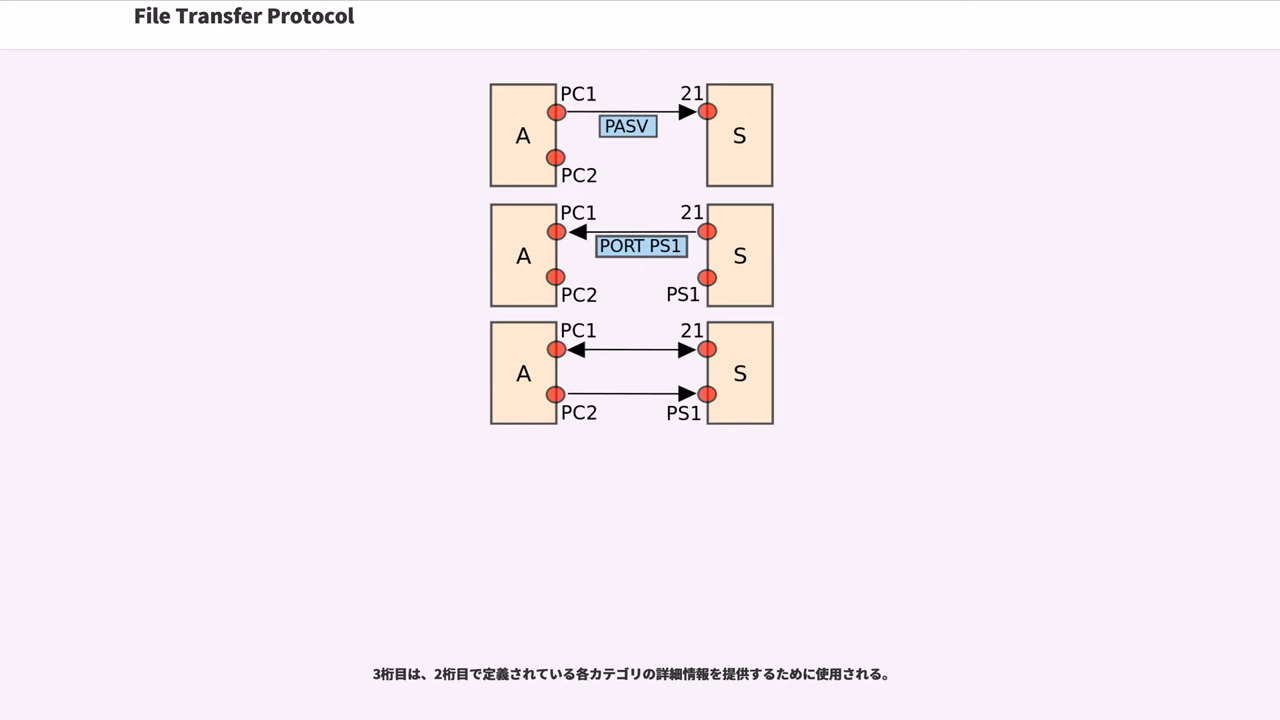 File Transfer Protocol
PC1 21
A S
PASV
PC2
PC1 21
PORT PS1
A S
PC2 PS1
PC1 21
A S
PC2 PS1
3桁目は、2桁目で定義されている各カテゴリの詳細情報を提供するために使用される。